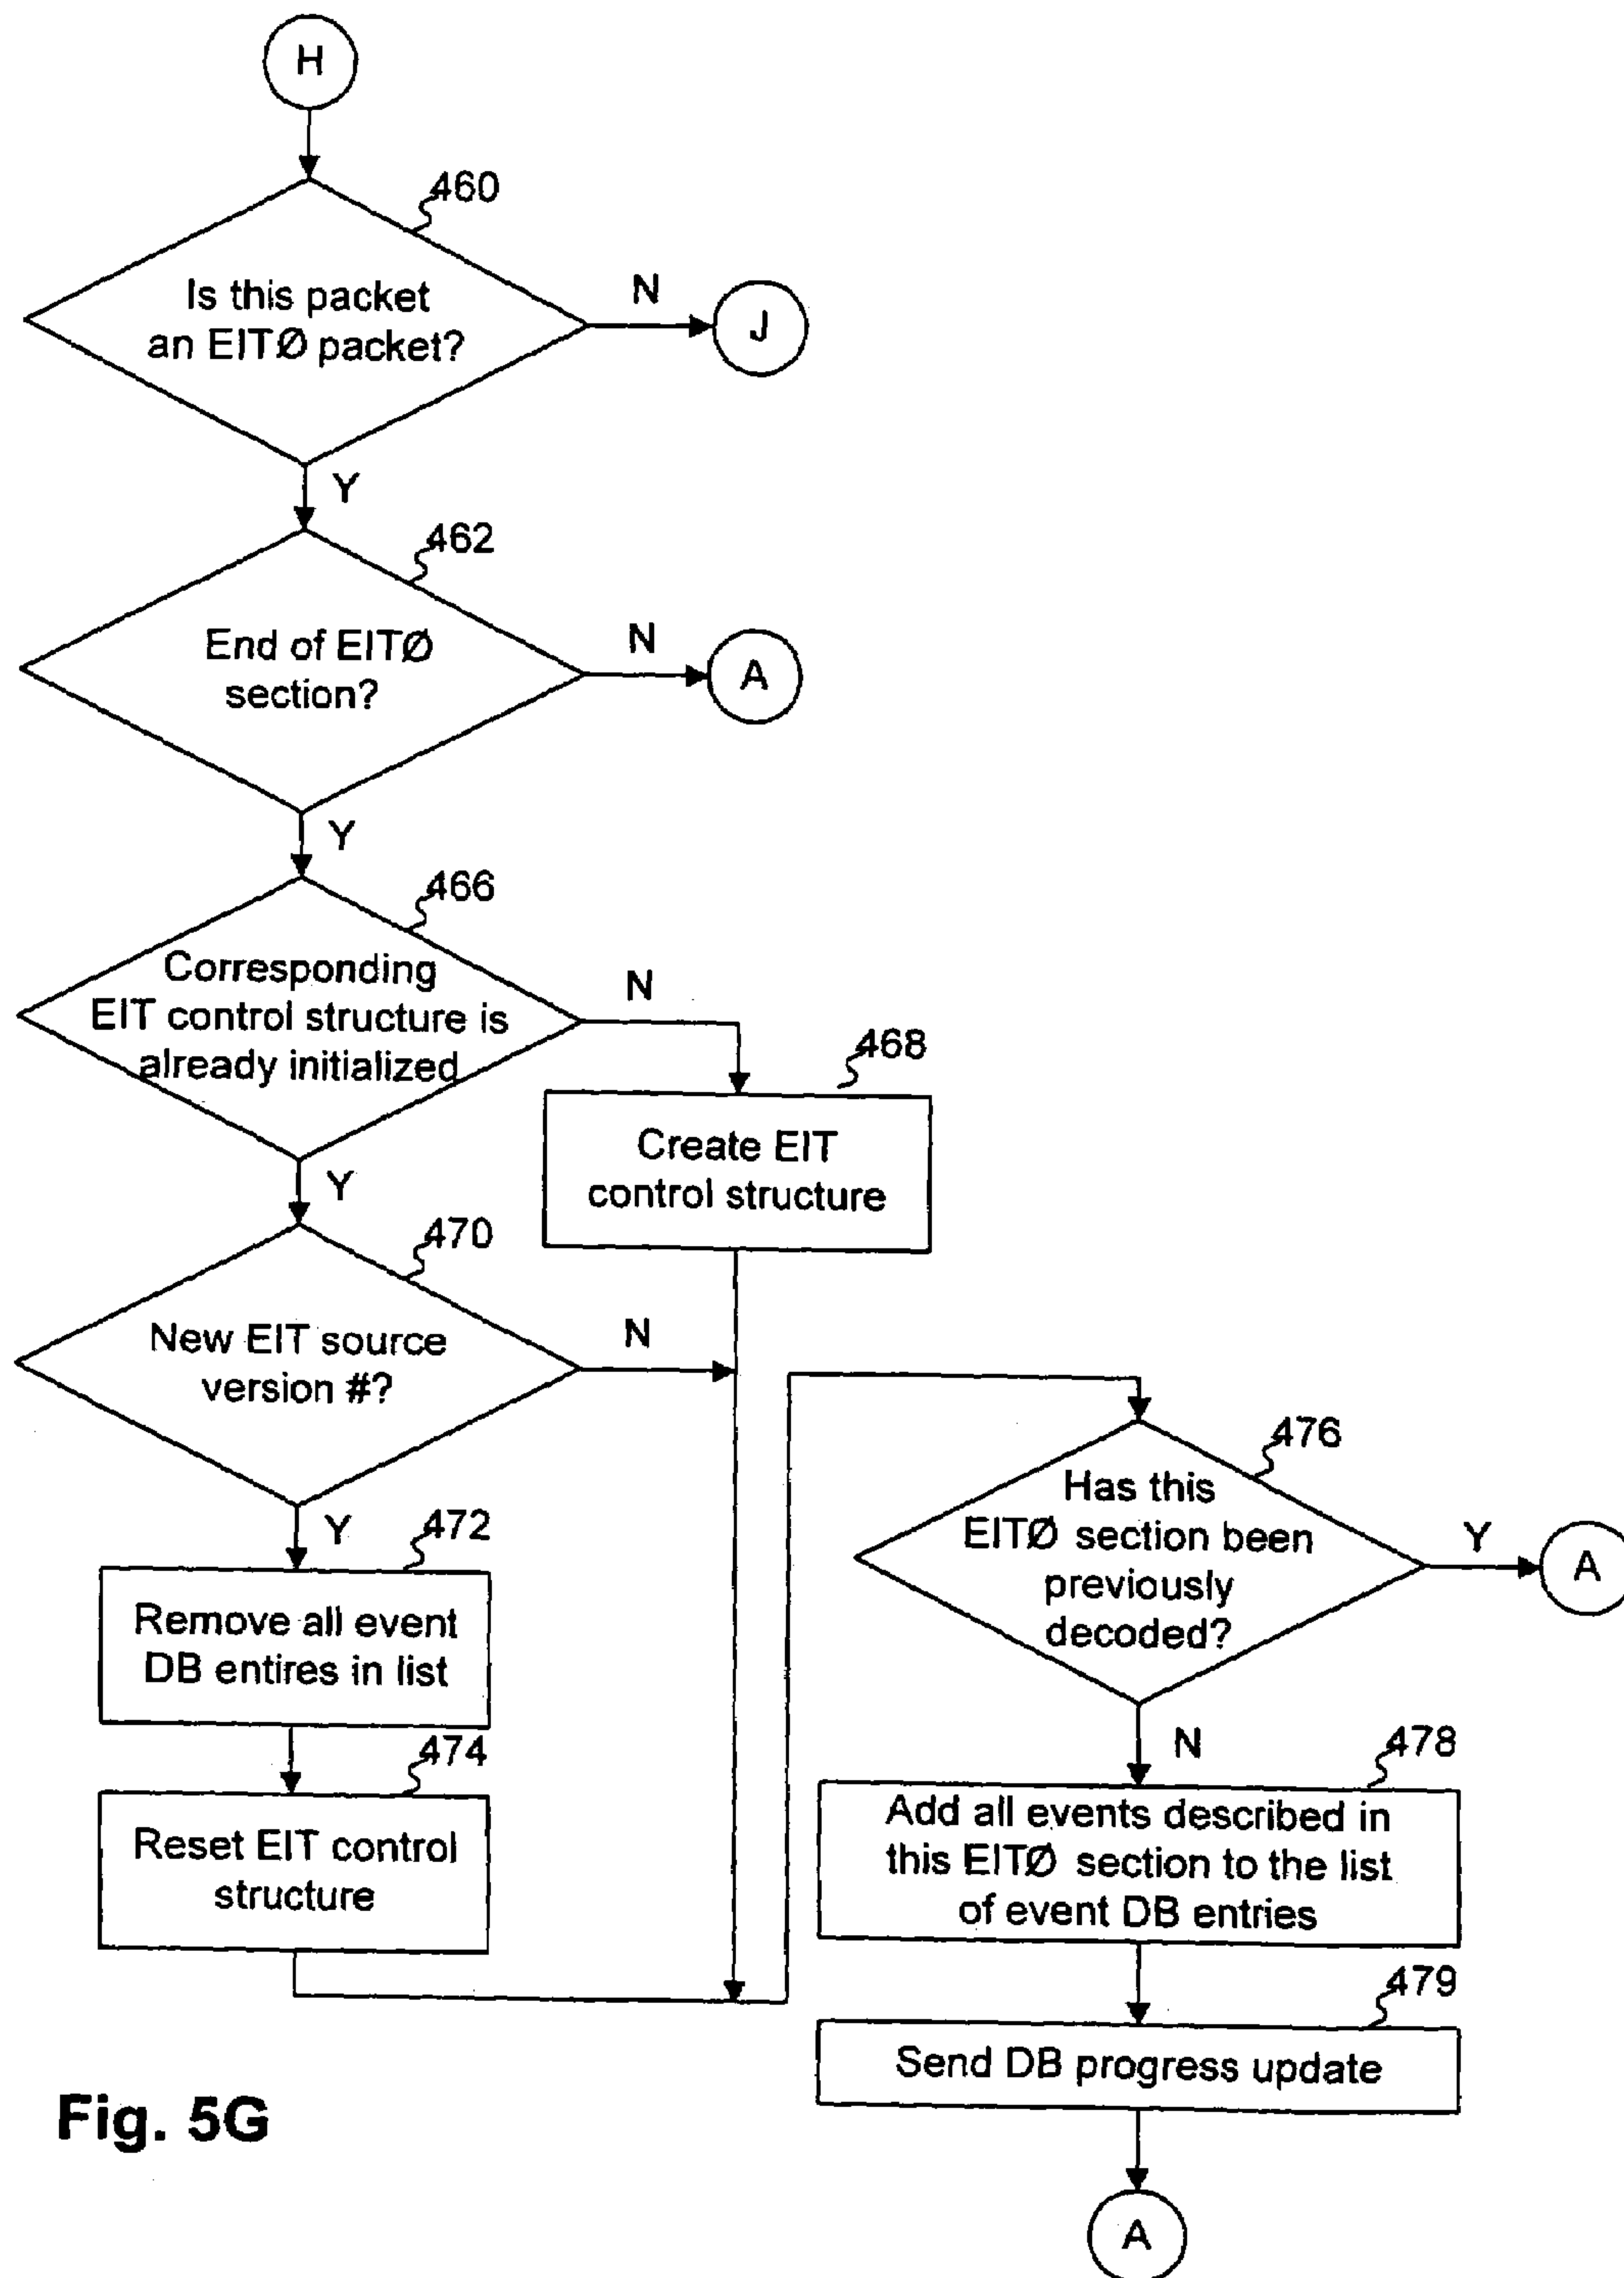 H
460
Is this packet
an EITØ packet?
N
J
Y
462
End of EITØ
section?
N
A
Y
466
Corresponding
EIT control structure is
already initialized
N
468
Create EIT
control structure
Y
470
New EIT source
version #?
N
Y
472
Remove all event
DB entires in list
474
Reset EIT control
structure
476
Has this
EITØ section been
previously
decoded?
Y
A
N
478
Add all events described in
this EITØ section to the list
of event DB entries
479
Send DB progress update
A
Fig. 5G